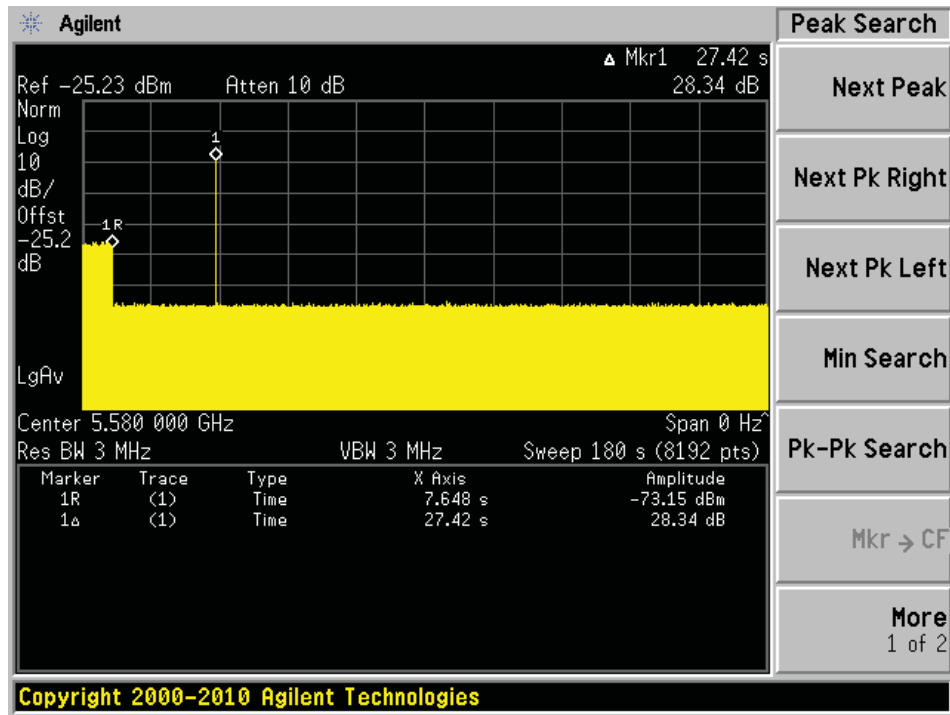 Agilent
Peak Search
Δ Mkr1 27.42 s
Ref -25.23 dBm Atten 10 dB 28.34 dB
Norm
Log
10
dB/
Offst
-25.2
dB
LgAv
1
1R
Center 5.580 000 GHz Span 0 Hz^
Res BW 3 MHz VBW 3 MHz Sweep 180 s (8192 pts)
Marker Trace Type X Axis Amplitude
1R (1) Time 7.648 s -73.15 dBm
1Δ (1) Time 27.42 s 28.34 dB
Next Peak
Next Pk Right
Next Pk Left
Min Search
Pk-Pk Search
Mkr → CF
More
1 of 2
Copyright 2000-2010 Agilent Technologies